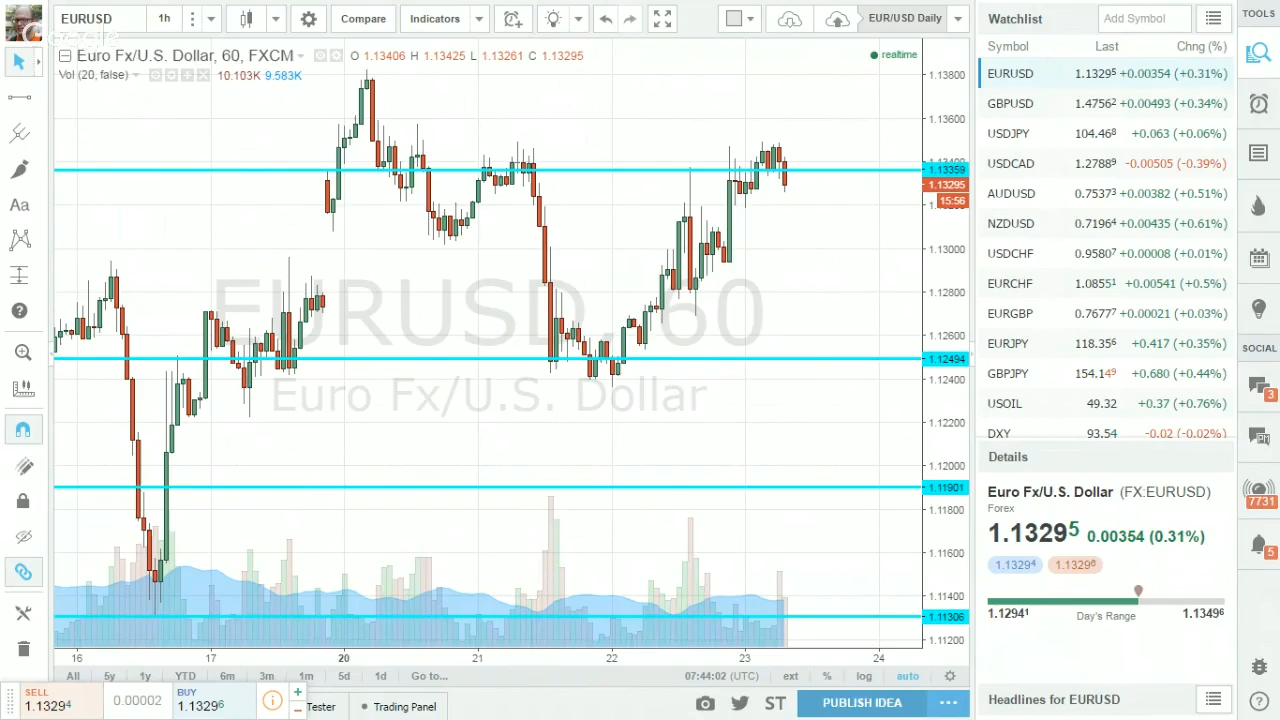 EURUSD 1h Compare Indicators EUR/USD Daily
Euro Fx/U.S. Dollar, 60, FXCM O 1.13406 H 1.13425 L 1.13261 C 1.13295
realtime
Vol (20, false) 10.103K 9.583K
EURUSD, 60
Euro Fx/U.S. Dollar
Aa
1.13800
1.13600
1.13400
1.13359
1.13295
15:56
1.13000
1.12800
1.12600
1.12494
1.12400
1.12200
1.12000
1.11901
1.11800
1.11600
1.11400
1.11306
1.11200
16 17 20 21 22 23 24
All 5y 1y YTD 6m 3m 1m 5d 1d Go to...
07:44:02 (UTC) ext % log auto
SELL
1.13294
0.00002
BUY
1.13296
Tester
Trading Panel
ST
PUBLISH IDEA
Watchlist Add Symbol
Symbol Last Chng (%)
EURUSD 1.13295 +0.00354 (+0.31%)
GBPUSD 1.47562 +0.00493 (+0.34%)
USDJPY 104.468 +0.063 (+0.06%)
USDCAD 1.27889 -0.00505 (-0.39%)
AUDUSD 0.75373 +0.00382 (+0.51%)
NZDUSD 0.71964 +0.00435 (+0.61%)
USDCHF 0.95807 +0.00008 (+0.01%)
EURCHF 1.08551 +0.00541 (+0.5%)
EURGBP 0.76777 +0.00021 (+0.03%)
EURJPY 118.356 +0.417 (+0.35%)
GBPJPY 154.149 +0.680 (+0.44%)
USOIL 49.32 +0.37 (+0.76%)
DXY 93.54 -0.02 (-0.02%)
Details
Euro Fx/U.S. Dollar (FX:EURUSD)
Forex
1.13295 0.00354 (0.31%)
1.13294 1.13296
1.12941 Day's Range 1.13496
Headlines for EURUSD
TOOLS
SOCIAL
3
7731
5